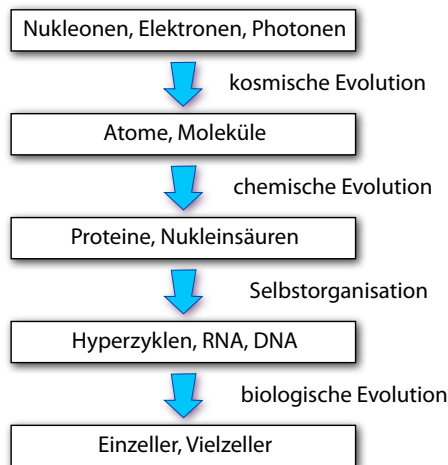 Nukleonen, Elektronen, Photonen
kosmische Evolution
Atome, Moleküle
chemische Evolution
Proteine, Nukleinsäuren
Selbstorganisation
Hyperzyklen, RNA, DNA
biologische Evolution
Einzeller, Vielzeller